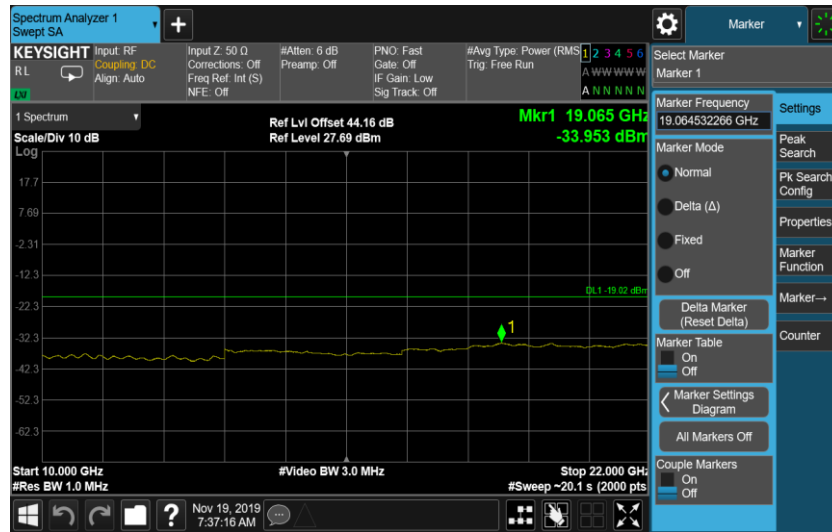 Spectrum Analyzer 1
Swept SA
Marker
KEYSIGHT
RL
LXI
Input: RF
Coupling: DC
Align: Auto
Input Z: 50 Ω
Corrections: Off
Freq Ref: Int (S)
NFE: Off
#Atten: 6 dB
Preamp: Off
PNO: Fast
Gate: Off
IF Gain: Low
Sig Track: Off
#Avg Type: Power (RMS
Trig: Free Run
1 2 3 4 5 6
A W W W W W
A N N N N N
Select Marker
Marker 1
1 Spectrum
Scale/Div 10 dB
Ref Lvl Offset 44.16 dB
Ref Level 27.69 dBm
Mkr1 19.065 GHz
-33.953 dBm
Log
17.7
7.69
-2.31
-12.3
-22.3
-32.3
-42.3
-52.3
-62.3
DL1 -19.02 dBm
1
Start 10.000 GHz
#Video BW 3.0 MHz
Stop 22.000 GHz
#Res BW 1.0 MHz
#Sweep ~20.1 s (2000 pts
Marker Frequency
19.064532266 GHz
Marker Mode
Normal
Delta (Δ)
Fixed
Off
Delta Marker
(Reset Delta)
Marker Table
On
Off
Marker Settings
Diagram
All Markers Off
Couple Markers
On
Off
Settings
Peak
Search
Pk Search
Config
Properties
Marker
Function
Marker→
Counter
?
Nov 19, 2019
7:37:16 AM